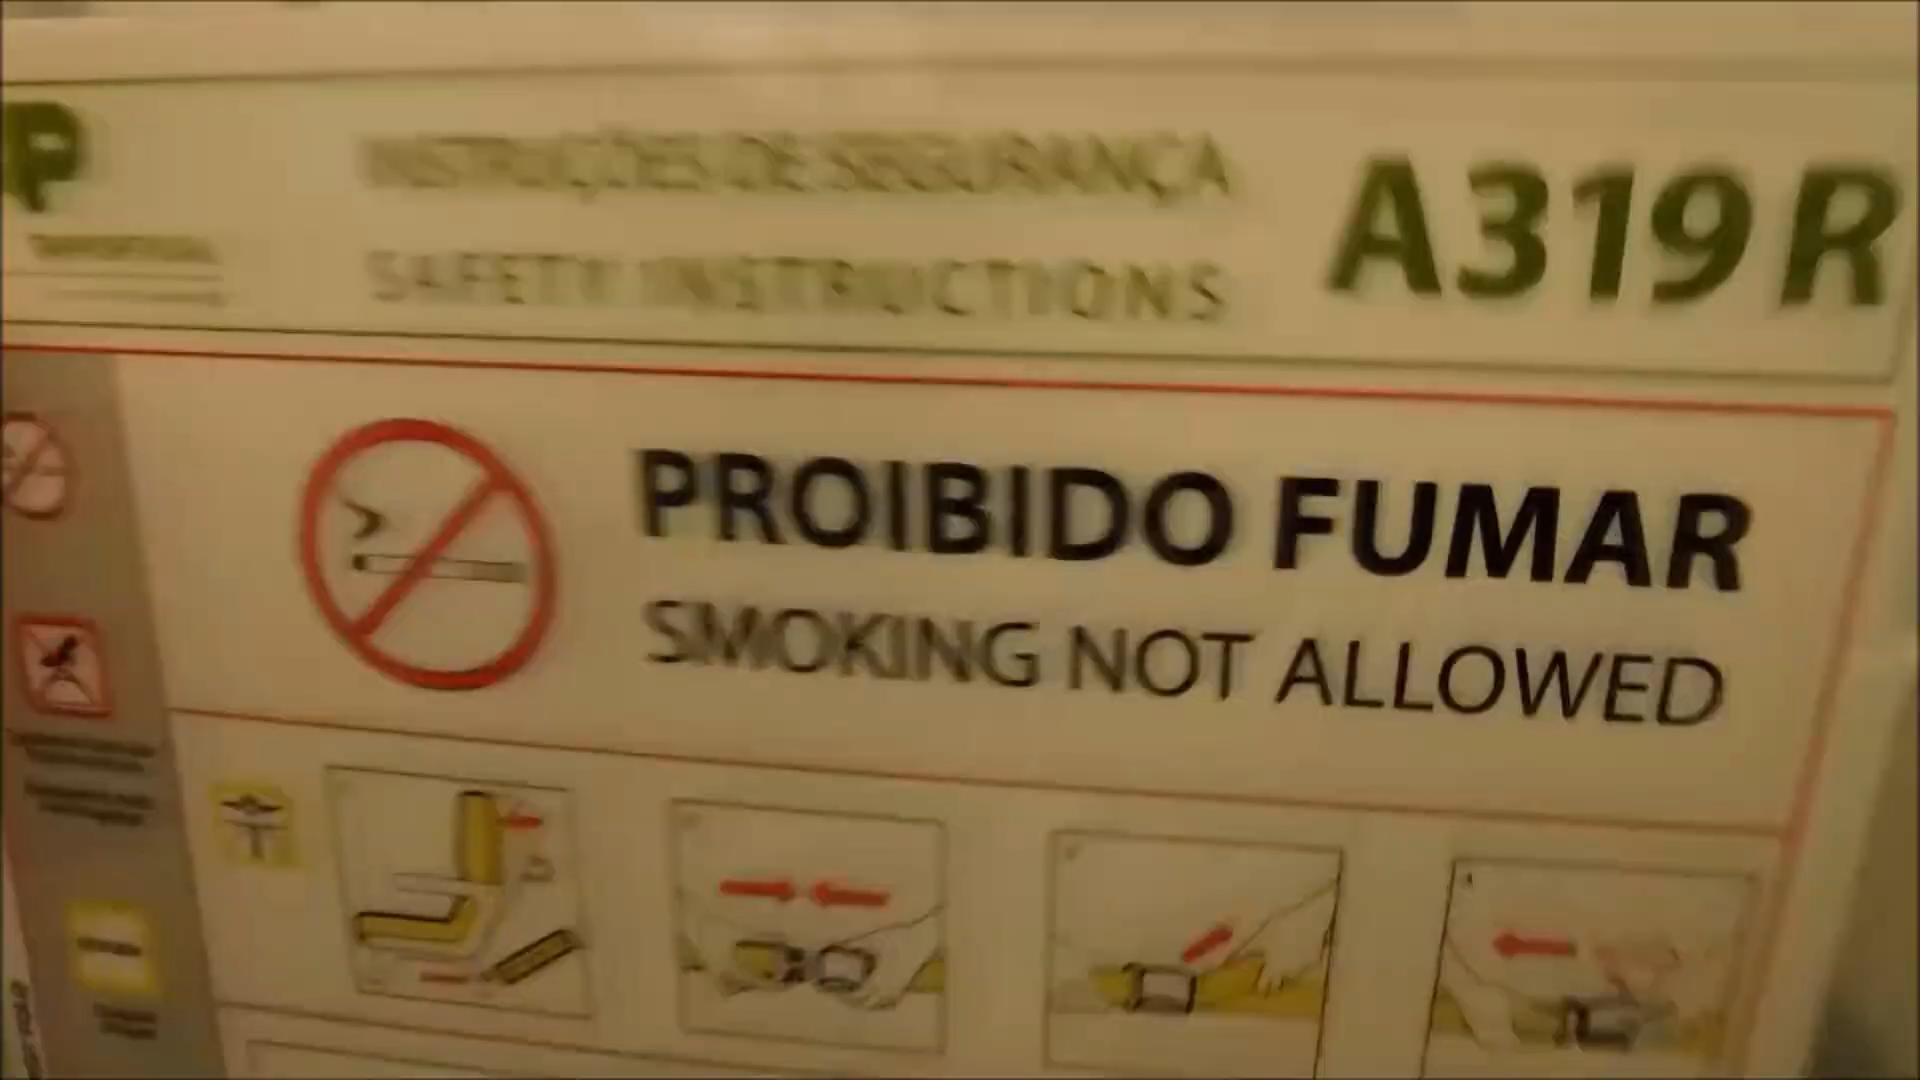 P
INSTRUÇÕES DE SEGURANÇA
SAFETY INSTRUCTIONS
A319 R
PROIBIDO FUMAR
SMOKING NOT ALLOWED